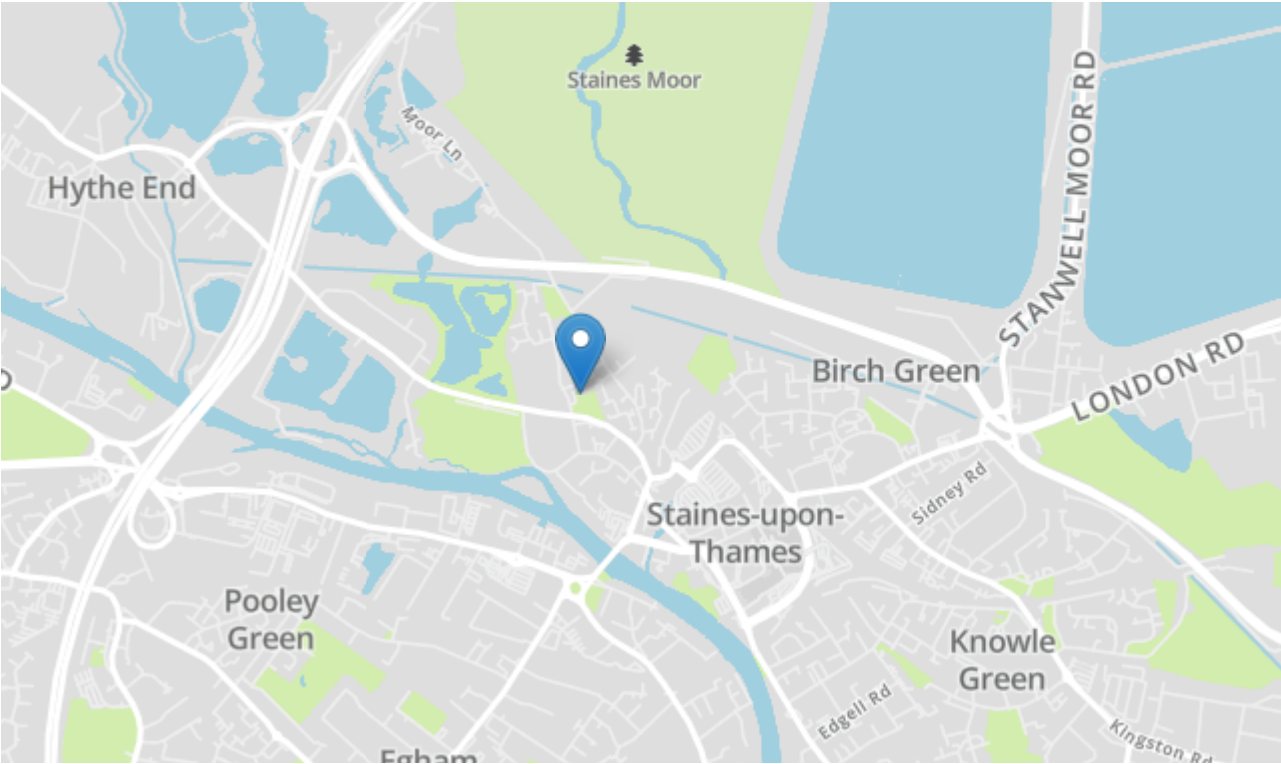 Staines Moor
Moor Ln
Hythe End
STANWELL MOOR RD
Birch Green
LONDON RD
Sidney Rd
Staines-upon-
Thames
Pooley
Green
Knowle
Green
Edgell Rd
Kingston Rd
Egham